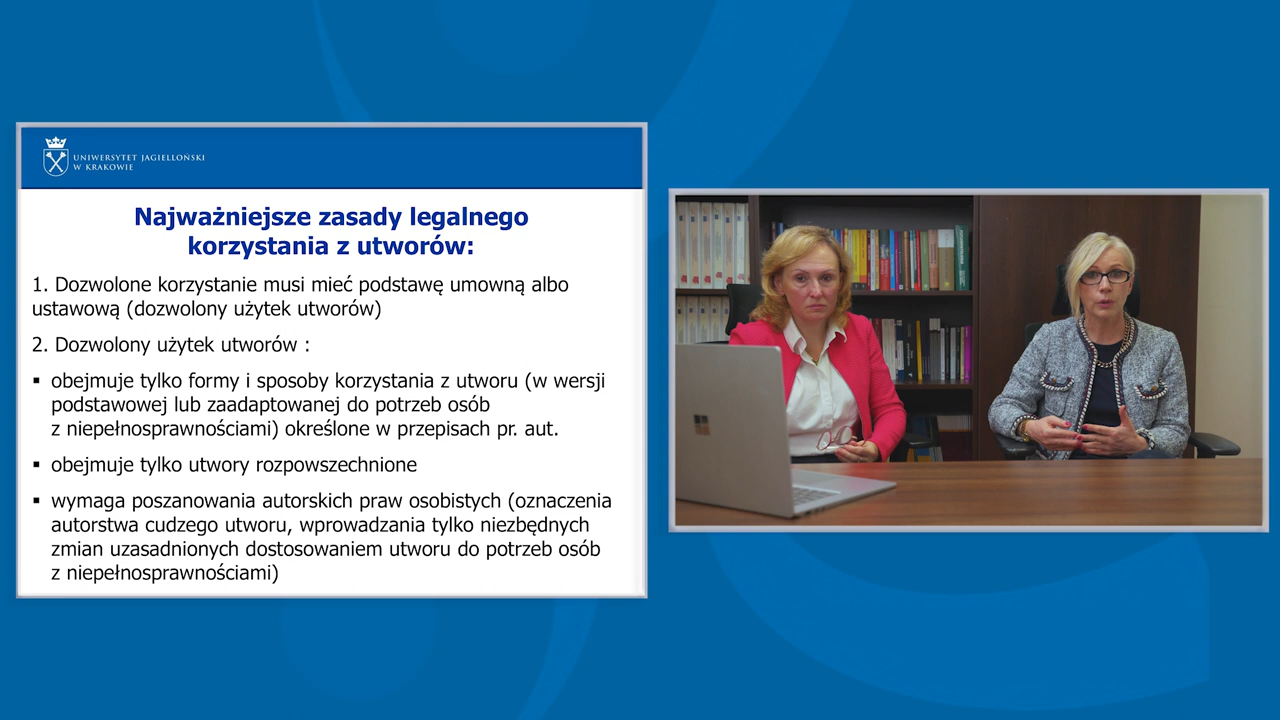 UNIWERSYTET JAGIELLOŃSKI
W KRAKOWIE
Najważniejsze zasady legalnego
korzystania z utworów:
1. Dozwolone korzystanie musi mieć podstawę umowną albo
ustawową (dozwolony użytek utworów)
2. Dozwolony użytek utworów :
▪ obejmuje tylko formy i sposoby korzystania z utworu (w wersji
podstawowej lub zaadaptowanej do potrzeb osób
z niepełnosprawnościami) określone w przepisach pr. aut.
▪ obejmuje tylko utwory rozpowszechnione
▪ wymaga poszanowania autorskich praw osobistych (oznaczenia
autorstwa cudzego utworu, wprowadzania tylko niezbędnych
zmian uzasadnionych dostosowaniem utworu do potrzeb osób
z niepełnosprawnościami)